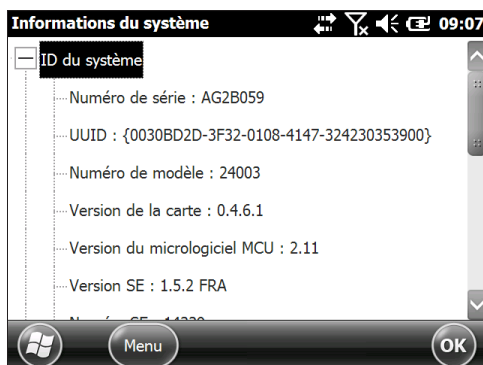 Informations du système 09:07
ID du système
Numéro de série : AG2B059
UUID : {0030BD2D-3F32-0108-4147-324230353900}
Numéro de modèle : 24003
Version de la carte : 0.4.6.1
Version du micrologiciel MCU : 2.11
Version SE : 1.5.2 FRA
Menu OK